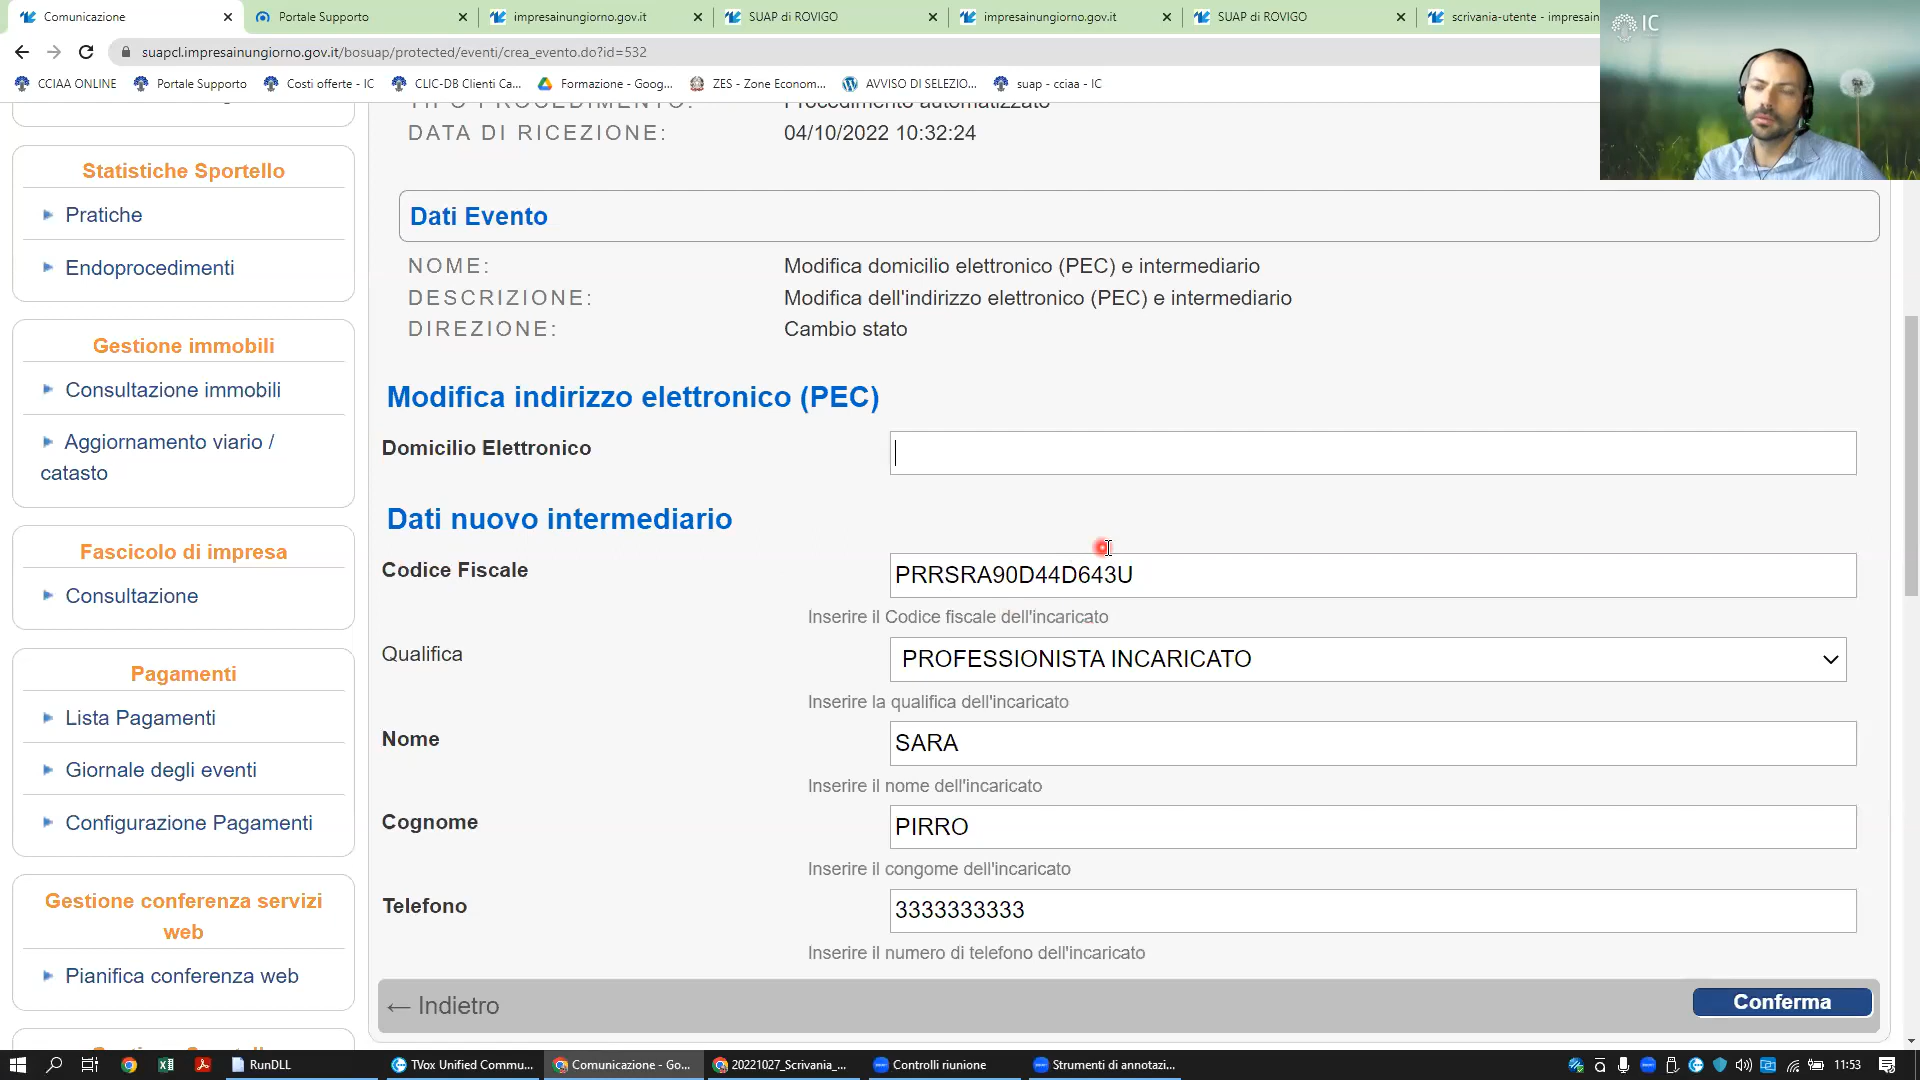 Comunicazione
Portale Supporto
impresainungiorno.gov.it
SUAP di ROVIGO
impresainungiorno.gov.it
SUAP di ROVIGO
scrivania-utente - impresain
IC
suapcl.impresainungiorno.gov.it/bosuap/protected/eventi/crea_evento.do?id=532
CCIAA ONLINE
Portale Supporto
Costi offerte - IC
CLIC-DB Clienti Ca...
Formazione - Goog...
ZES - Zone Econom...
AVVISO DI SELEZIO...
suap - cciaa - IC
TIPO PROCEDIMENTO: Procedimento automatizzato
DATA DI RICEZIONE: 04/10/2022 10:32:24
Statistiche Sportello
Pratiche
Endoprocedimenti
Gestione immobili
Consultazione immobili
Aggiornamento viario /
catasto
Fascicolo di impresa
Consultazione
Pagamenti
Lista Pagamenti
Giornale degli eventi
Configurazione Pagamenti
Gestione conferenza servizi
web
Pianifica conferenza web
Dati Evento
NOME: Modifica domicilio elettronico (PEC) e intermediario
DESCRIZIONE: Modifica dell'indirizzo elettronico (PEC) e intermediario
DIREZIONE: Cambio stato
Modifica indirizzo elettronico (PEC)
Domicilio Elettronico
Dati nuovo intermediario
Codice Fiscale PRRSRA90D44D643U
Inserire il Codice fiscale dell'incaricato
Qualifica PROFESSIONISTA INCARICATO
Inserire la qualifica dell'incaricato
Nome SARA
Inserire il nome dell'incaricato
Cognome PIRRO
Inserire il congome dell'incaricato
Telefono 3333333333
Inserire il numero di telefono dell'incaricato
← Indietro
Conferma
RunDLL
TVox Unified Commu...
Comunicazione - Go...
20221027_Scrivania_...
Controlli riunione
Strumenti di annotazi...
11:53